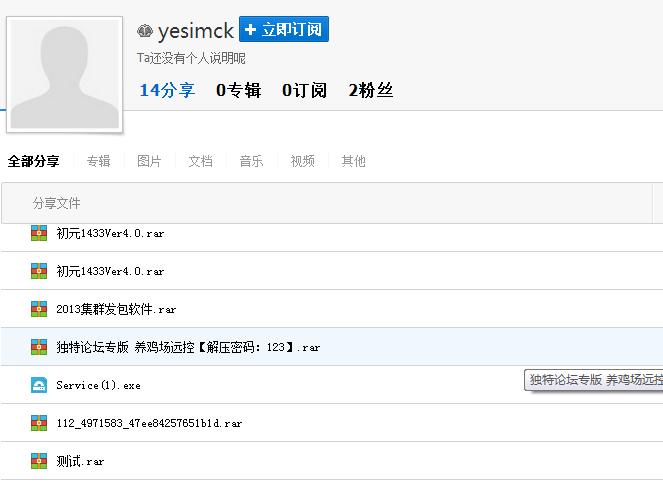 yesimck + 立即订阅
Ta还没有个人说明呢
14分享 0专辑 0订阅 2粉丝
全部分享 专辑 图片 文档 音乐 视频 其他
分享文件
初元1433Ver4.0.rar
初元1433Ver4.0.rar
2013集群发包软件.rar
独特论坛专版 养鸡场远控【解压密码：123】.rar
Service(1).exe
独特论坛专版 养鸡场远控
112_4971583_47ee84257651b1d.rar
测试.rar